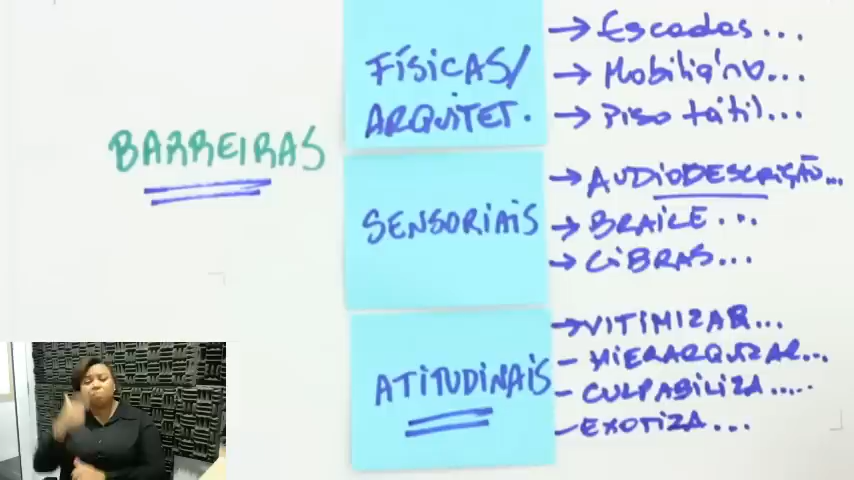 BARREIRAS
FÍSICAS/
ARQUITET.
→ Escadas...
→ Mobiliário...
→ Piso tátil...
SENSORIAIS
→ AUDIODESCRIÇÃO...
→ BRAILE...
→ LIBRAS...
ATITUDINAIS
→ VITIMIZAR...
- HIERARQUIZAR...
- CULPABILIZA.....
- EXOTIZA...